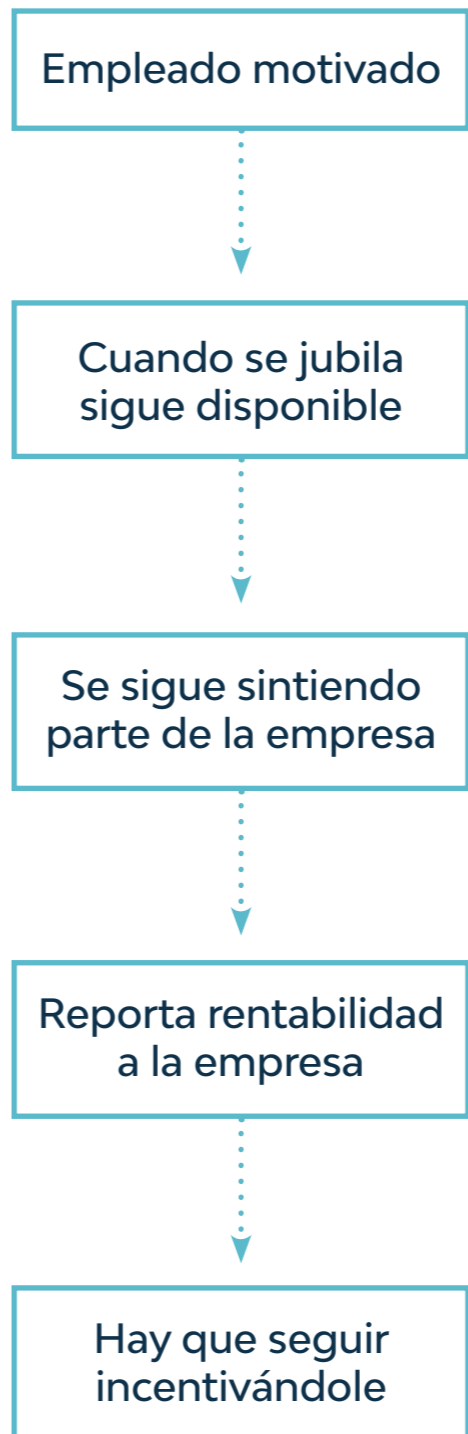 Empleado motivado
Cuando se jubila
sigue disponible
Se sigue sintiendo
parte de la empresa
Reporta rentabilidad
a la empresa
Hay que seguir
incentivándole